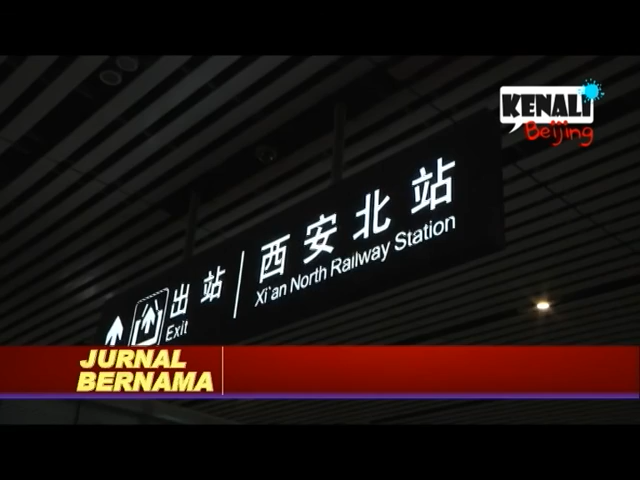 KENALI
Beijing
出站 西安北站
Exit Xi'an North Railway Station
JURNAL
BERNAMA